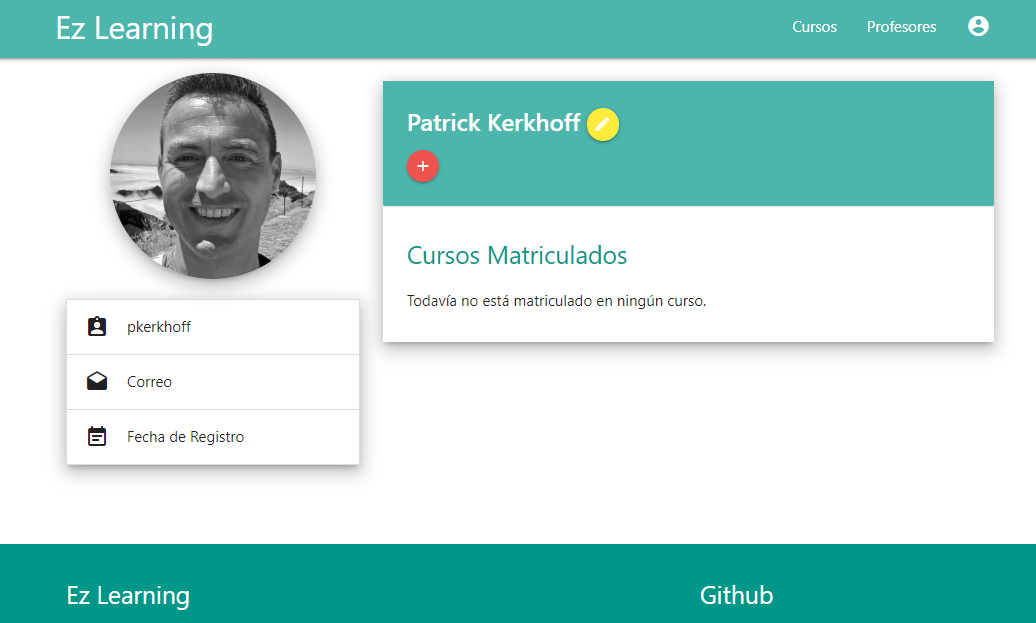 Ez Learning
Cursos
Profesores
Patrick Kerkhoff
Cursos Matriculados
Todavía no está matriculado en ningún curso.
pkerkhoff
Correo
Fecha de Registro
Ez Learning
Github